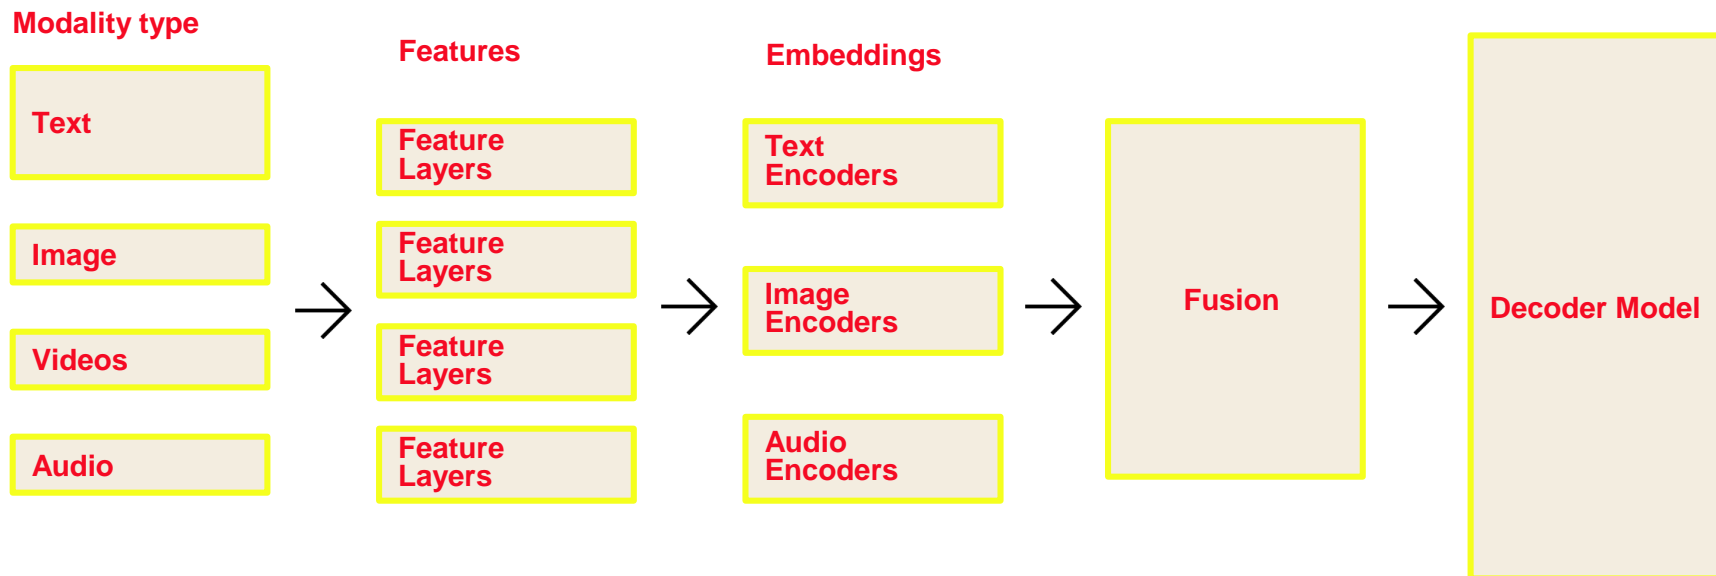 Modality type
Text
Image
Videos
Audio
Features
Feature
Layers
Feature
Layers
Feature
Layers
Feature
Layers
Embeddings
Text
Encoders
Image
Encoders
Audio
Encoders
Fusion
Decoder Model